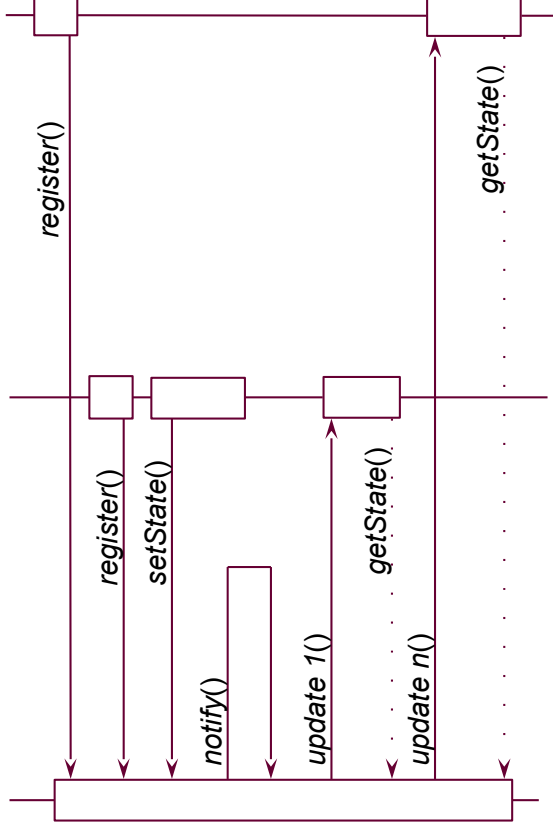 register()
register()
setState()
notify()
update 1()
getState()
update n()
getState()